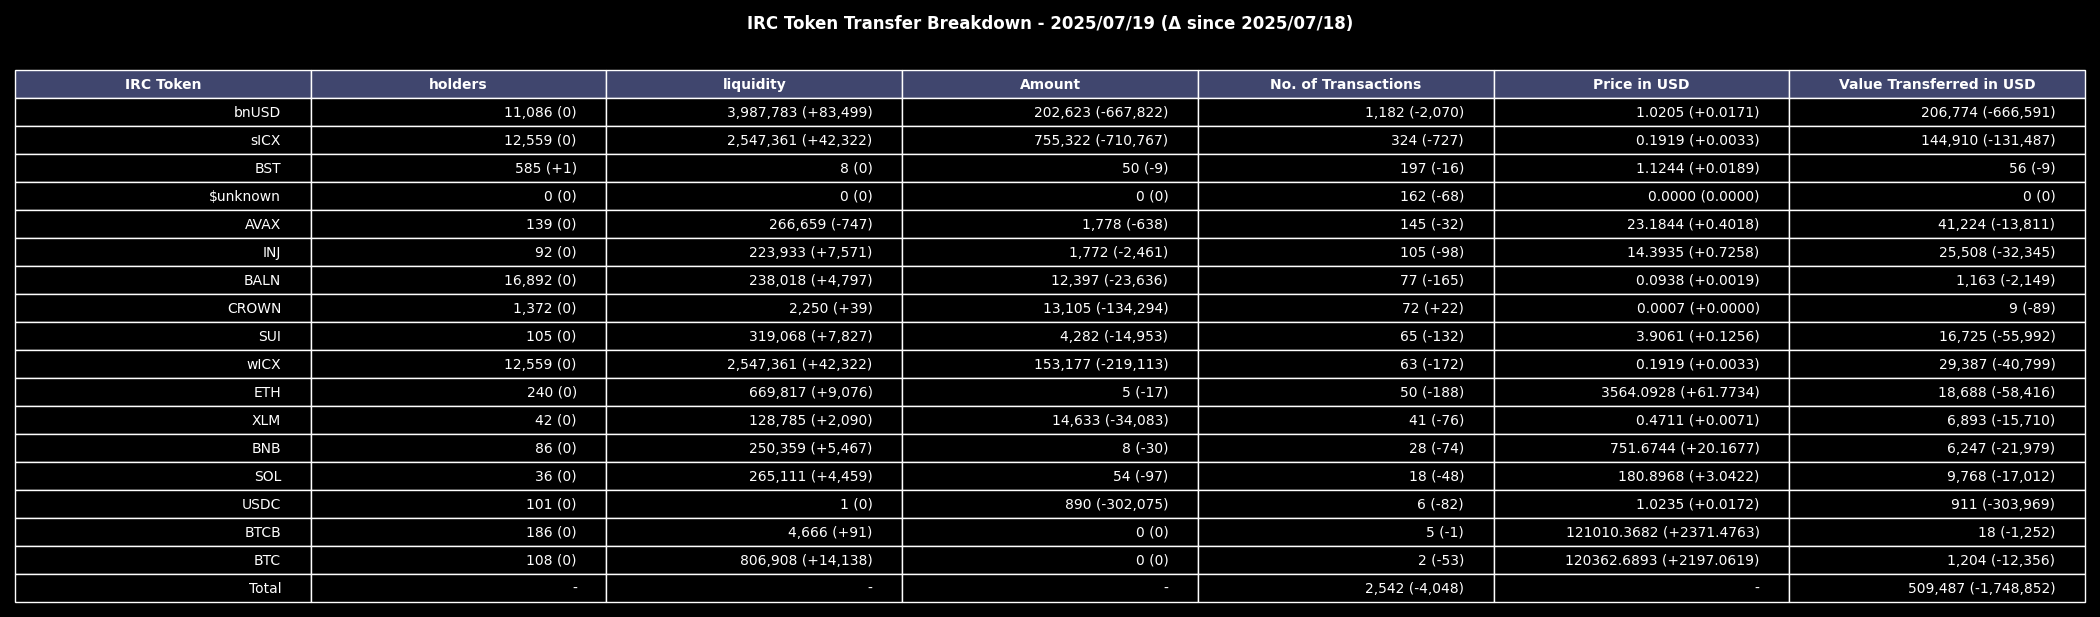 IRC Token Transfer Breakdown - 2025/07/19 (Δ since 2025/07/18)
IRC Token holders liquidity Amount No. of Transactions Price in USD Value Transferred in USD
bnUSD 11,086 (0) 3,987,783 (+83,499) 202,623 (-667,822) 1,182 (-2,070) 1.0205 (+0.0171) 206,774 (-666,591)
sICX 12,559 (0) 2,547,361 (+42,322) 755,322 (-710,767) 324 (-727) 0.1919 (+0.0033) 144,910 (-131,487)
BST 585 (+1) 8 (0) 50 (-9) 197 (-16) 1.1244 (+0.0189) 56 (-9)
$unknown 0 (0) 0 (0) 0 (0) 162 (-68) 0.0000 (0.0000) 0 (0)
AVAX 139 (0) 266,659 (-747) 1,778 (-638) 145 (-32) 23.1844 (+0.4018) 41,224 (-13,811)
INJ 92 (0) 223,933 (+7,571) 1,772 (-2,461) 105 (-98) 14.3935 (+0.7258) 25,508 (-32,345)
BALN 16,892 (0) 238,018 (+4,797) 12,397 (-23,636) 77 (-165) 0.0938 (+0.0019) 1,163 (-2,149)
CROWN 1,372 (0) 2,250 (+39) 13,105 (-134,294) 72 (+22) 0.0007 (+0.0000) 9 (-89)
SUI 105 (0) 319,068 (+7,827) 4,282 (-14,953) 65 (-132) 3.9061 (+0.1256) 16,725 (-55,992)
wICX 12,559 (0) 2,547,361 (+42,322) 153,177 (-219,113) 63 (-172) 0.1919 (+0.0033) 29,387 (-40,799)
ETH 240 (0) 669,817 (+9,076) 5 (-17) 50 (-188) 3564.0928 (+61.7734) 18,688 (-58,416)
XLM 42 (0) 128,785 (+2,090) 14,633 (-34,083) 41 (-76) 0.4711 (+0.0071) 6,893 (-15,710)
BNB 86 (0) 250,359 (+5,467) 8 (-30) 28 (-74) 751.6744 (+20.1677) 6,247 (-21,979)
SOL 36 (0) 265,111 (+4,459) 54 (-97) 18 (-48) 180.8968 (+3.0422) 9,768 (-17,012)
USDC 101 (0) 1 (0) 890 (-302,075) 6 (-82) 1.0235 (+0.0172) 911 (-303,969)
BTCB 186 (0) 4,666 (+91) 0 (0) 5 (-1) 121010.3682 (+2371.4763) 18 (-1,252)
BTC 108 (0) 806,908 (+14,138) 0 (0) 2 (-53) 120362.6893 (+2197.0619) 1,204 (-12,356)
Total - - - 2,542 (-4,048) - 509,487 (-1,748,852)